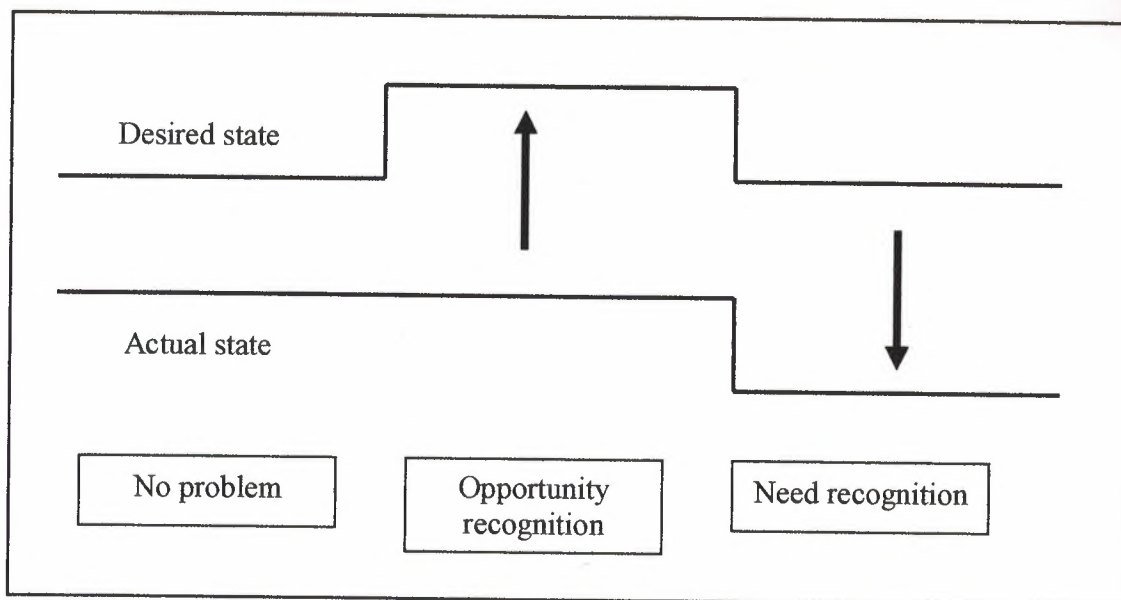 Desired state
Actual state
No problem
Opportunity
recognition
Need recognition